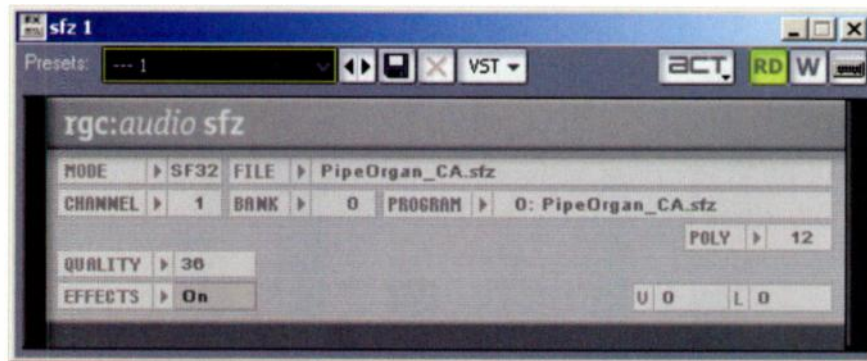 sfz 1
Presets: --- 1 VST ACT RD W
rgc:audio sfz
MODE SF32 FILE PipeOrgan_CA.sfz
CHANNEL 1 BANK 0 PROGRAM 0: PipeOrgan_CA.sfz
POLY 12
QUALITY 36
EFFECTS On V 0 L 0